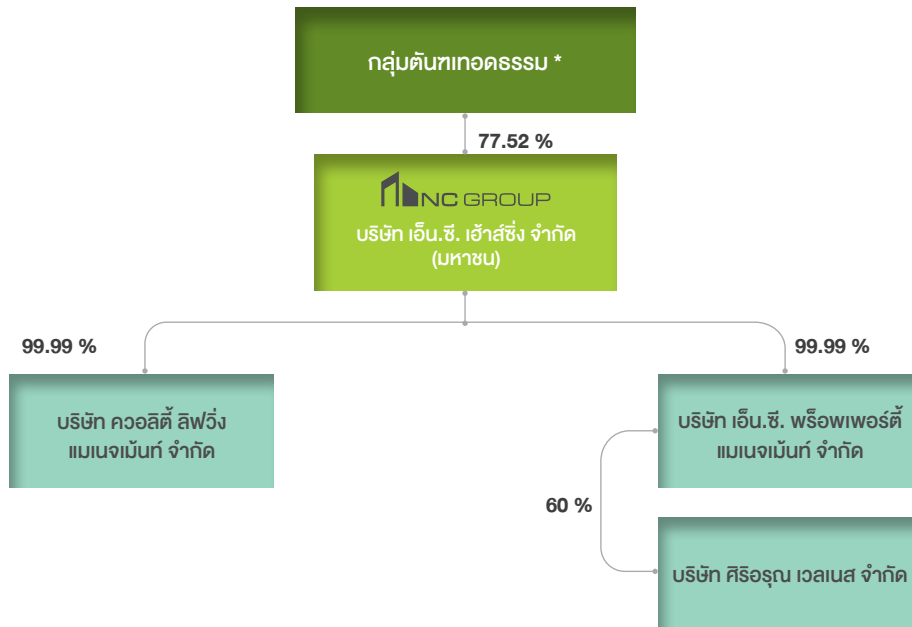 กลุ่มตันฑเทอดธรรม *
77.52 %
NC GROUP
บริษัท เอ็น.ซี. เฮ้าส์ซิ่ง จำกัด
(มหาชน)
99.99 %
99.99 %
บริษัท ควอลิตี้ ลิฟวิ่ง
แมเนจเม้นท์ จำกัด
บริษัท เอ็น.ซี. พร็อพเพอร์ตี้
แมเนจเม้นท์ จำกัด
60 %
บริษัท ศิริอรุณ เวลเนส จำกัด